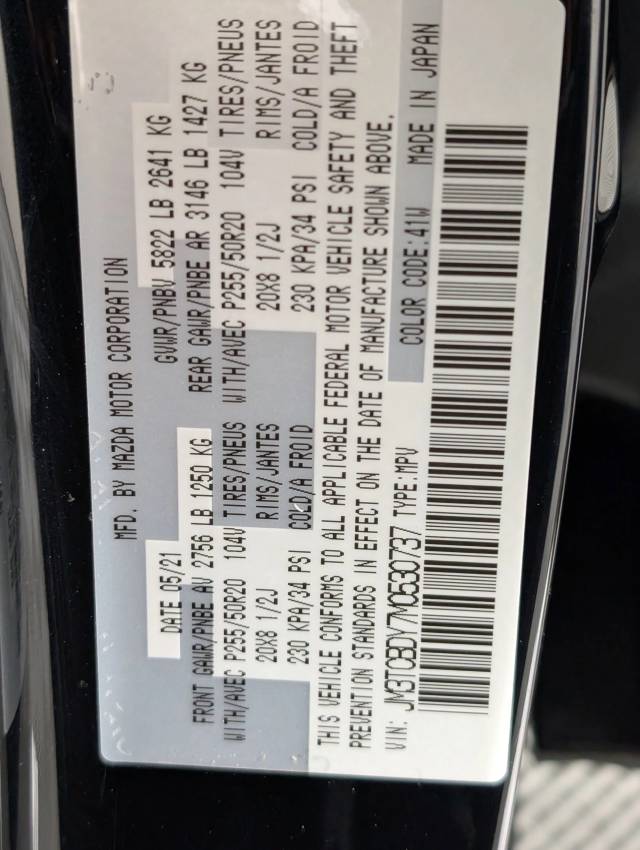 MFD. BY MAZDA MOTOR CORPORATION
DATE 05/21 GVWR/PNBV 5822 LB 2641 KG
FRONT GAWR/PNBE AV 2756 LB 1250 KG REAR GAWR/PNBE AR 3146 LB 1427 KG
WITH/AVEC P255/50R20 104V TIRES/PNEUS WITH/AVEC P255/50R20 104V TIRES/PNEUS
20X8 1/2J RIMS/JANTES 20X8 1/2J RIMS/JANTES
230 KPA/34 PSI COLD/A FROID 230 KPA/34 PSI COLD/A FROID
THIS VEHICLE CONFORMS TO ALL APPLICABLE FEDERAL MOTOR VEHICLE SAFETY AND THEFT
PREVENTION STANDARDS IN EFFECT ON THE DATE OF MANUFACTURE SHOWN ABOVE.
VIN: JM3TCBDY7M0530737 TYPE:MPV COLOR CODE:41W MADE IN JAPAN